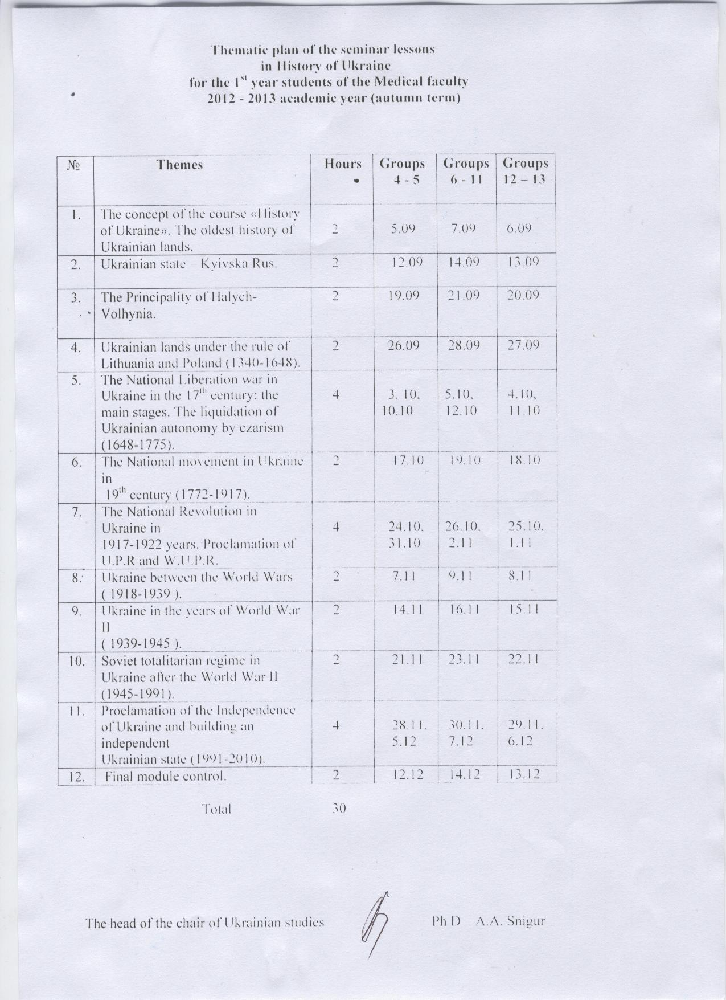 Thematic plan of the seminar lessons
in History of Ukraine
for the 1st year students of the Medical faculty
2012 - 2013 academic year (autumn term)
№ Themes Hours Groups 4 - 5 Groups 6 - 11 Groups 12 – 13
1. The concept of the course «History
of Ukraine». The oldest history of 2 5.09 7.09 6.09
Ukrainian lands.
2. Ukrainian state Kyivska Rus. 2 12.09 14.09 13.09
3. The Principality of Halych- 2 19.09 21.09 20.09
Volhynia.
4. Ukrainian lands under the rule of 2 26.09 28.09 27.09
Lithuania and Poland (1340-1648).
5. The National Liberation war in
Ukraine in the 17th century: the 4 3. 10. 5.10. 4.10.
main stages. The liquidation of 10.10 12.10 11.10
Ukrainian autonomy by czarism
(1648-1775).
6. The National movement in Ukraine 2 17.10 19.10 18.10
in
19th century (1772-1917).
7. The National Revolution in
Ukraine in 4 24.10. 26.10. 25.10.
1917-1922 years. Proclamation of 31.10 2.11 1.11
U.P.R and W.U.P.R.
8. Ukraine between the World Wars 2 7.11 9.11 8.11
( 1918-1939 ).
9. Ukraine in the years of World War 2 14.11 16.11 15.11
II
( 1939-1945 ).
10. Soviet totalitarian regime in 2 21.11 23.11 22.11
Ukraine after the World War II
(1945-1991).
11. Proclamation of the Independence
of Ukraine and building an 4 28.11. 30.11. 29.11.
independent 5.12 7.12 6.12
Ukrainian state (1991-2010).
12. Final module control. 2 12.12 14.12 13.12
Total 30
The head of the chair of Ukrainian studies Ph D A.A. Snigur